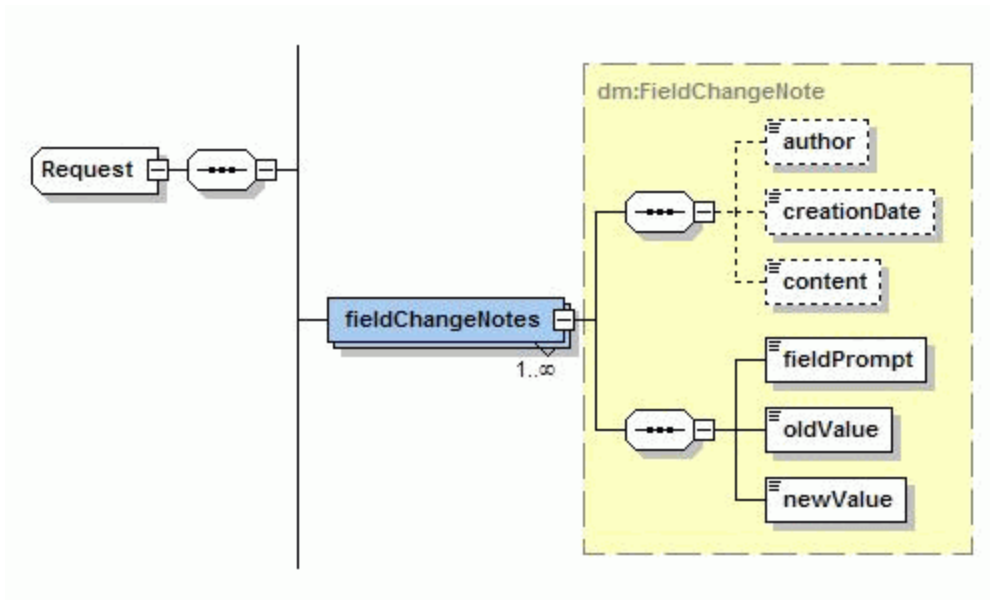 dm:FieldChangeNote
author
Request
creationDate
content
fieldChangeNotes
1..∞
fieldPrompt
oldValue
newValue